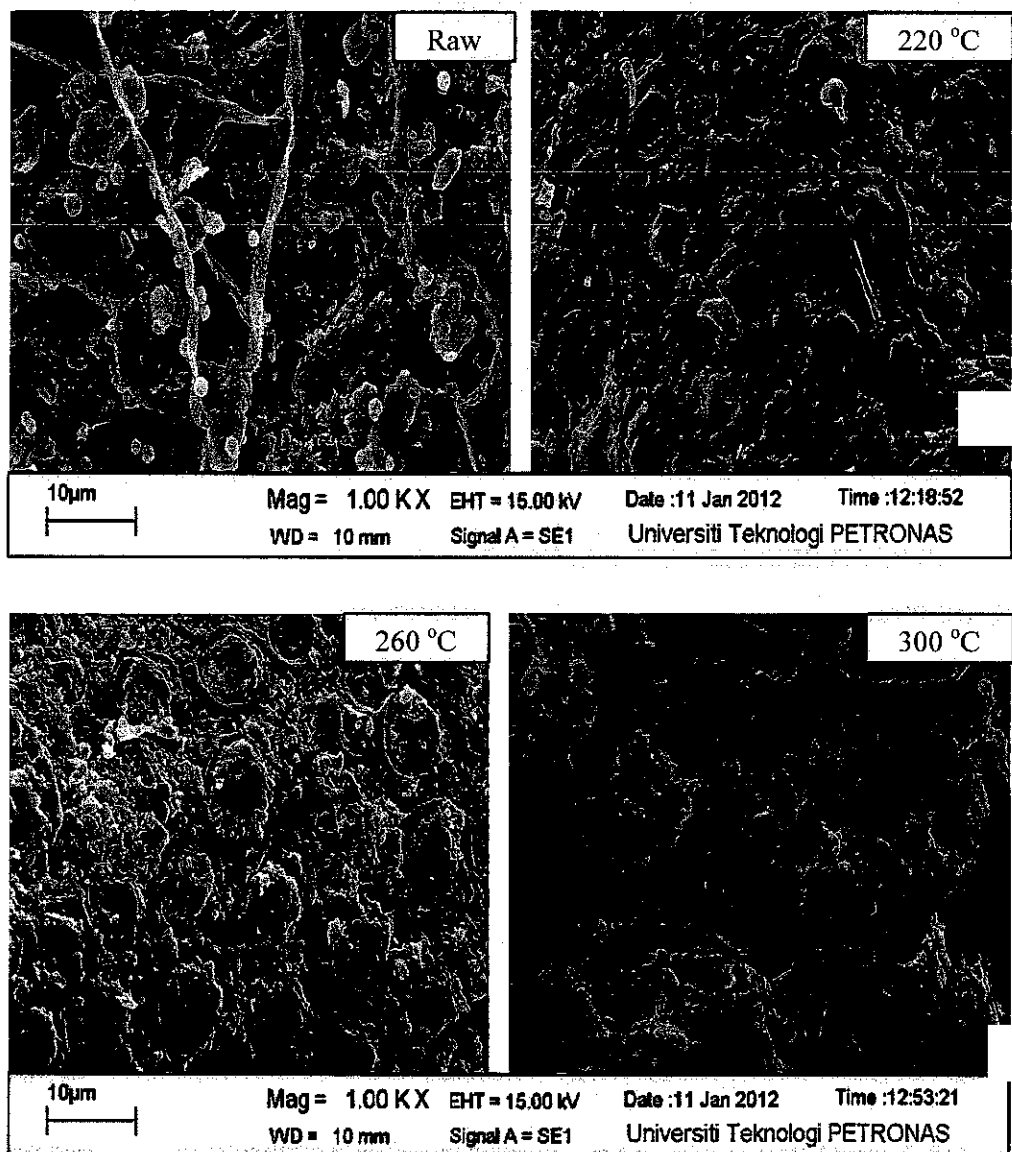 Raw
220 °C
10µm
Mag = 1.00 K X EHT = 15.00 kV Date :11 Jan 2012 Time :12:18:52
WD = 10 mm Signal A = SE1 Universiti Teknologi PETRONAS
260 °C
300 °C
10µm
Mag = 1.00 K X EHT = 15.00 kV Date :11 Jan 2012 Time :12:53:21
WD = 10 mm Signal A = SE1 Universiti Teknologi PETRONAS